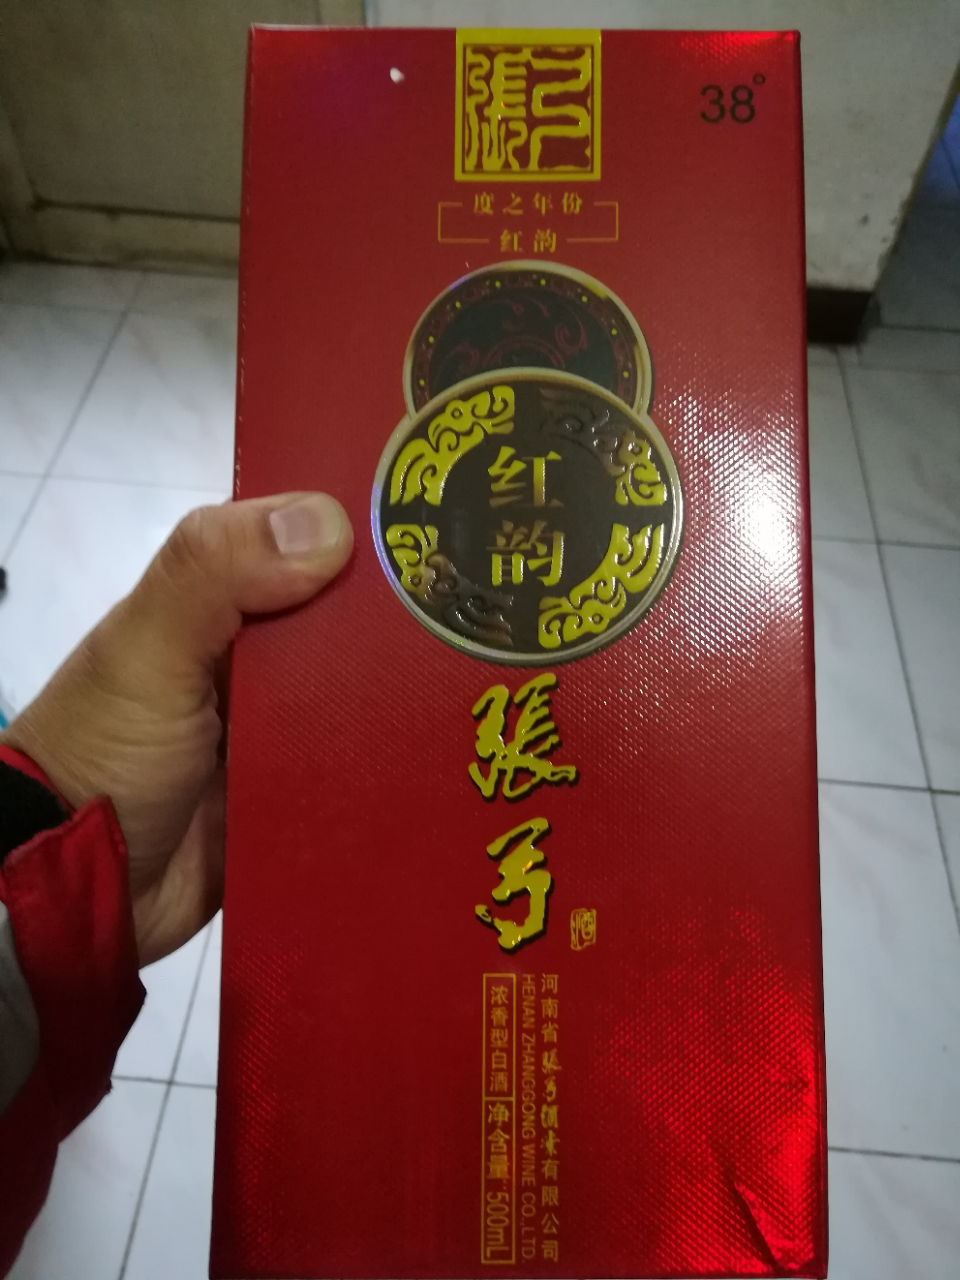 張弓
38°
度之年份
红韵
红
韵
張
弓
酒
河南省張弓酒業有限公司
HENAN ZHANGGONG WINE CO.,LTD.
浓香型白酒 净含量:500mL